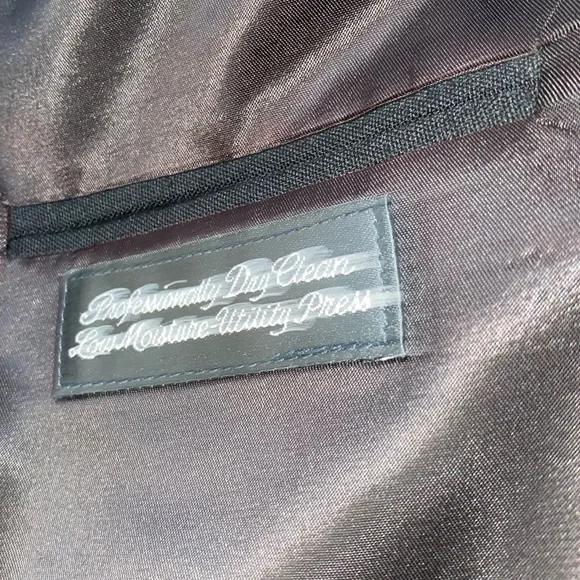 Professionally Dry Clean
Low Moisture-Utility Press